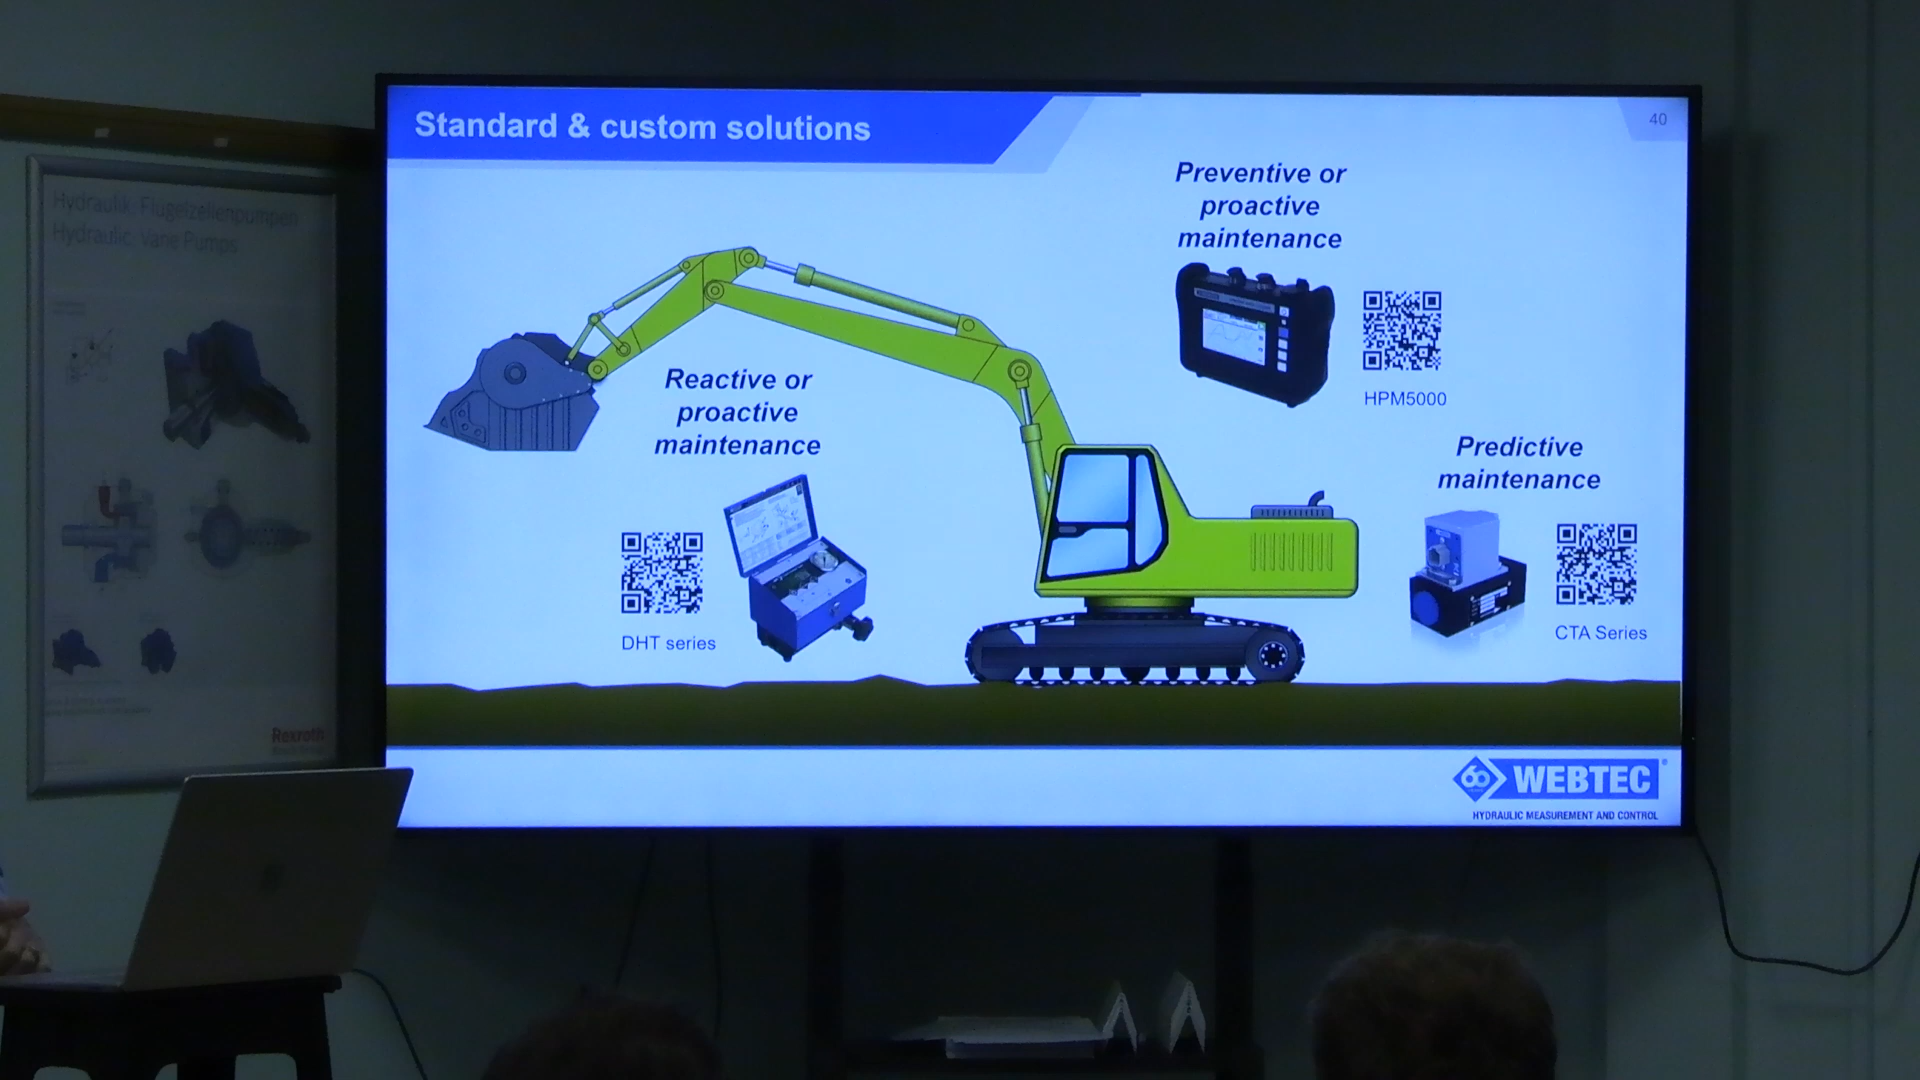 Standard & custom solutions
40
Preventive or
proactive
maintenance
HPM5000
Reactive or
proactive
maintenance
DHT series
Predictive
maintenance
CTA Series
60
WEBTEC
HYDRAULIC MEASUREMENT AND CONTROL
Hydraulik: Flügelzellenpumpen
Hydraulic: Vane Pumps
Rexroth